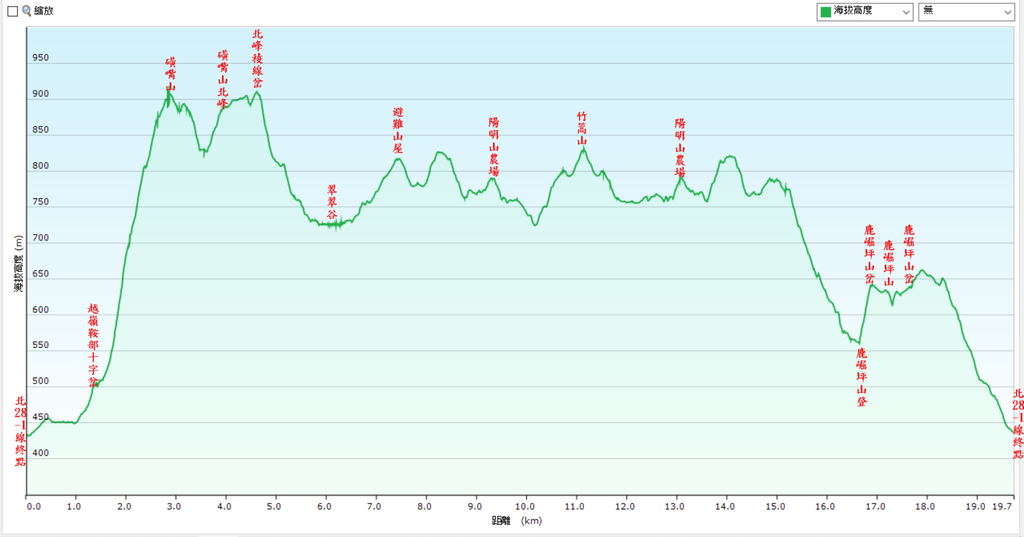 縮放
海拔高度
無
北峰稜線岔
磺嘴山
磺嘴山北峰
避難山屋
陽明山農場
竹篙山
陽明山農場
翠翠谷
鹿崛坪山岔
鹿崛坪山
鹿崛坪山岔
越嶺鞍部十字岔
鹿崛坪山登
北28-1線終點
北28-1線終點
950
900
850
800
750
700
650
600
550
500
450
400
海拔高度 (m)
0.0 1.0 2.0 3.0 4.0 5.0 6.0 7.0 8.0 9.0 10.0 11.0 12.0 13.0 14.0 15.0 16.0 17.0 18.0 19.0 19.7
距離 (km)